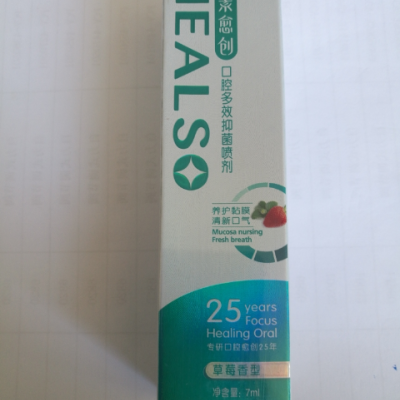 愈创
HEALSO
口腔多效抑菌喷剂
养护黏膜
清新口气
Mucosa nursing
Fresh breath
25 years
Focus
Healing Oral
专研口腔愈创25年
草莓香型
净含量: 7ml